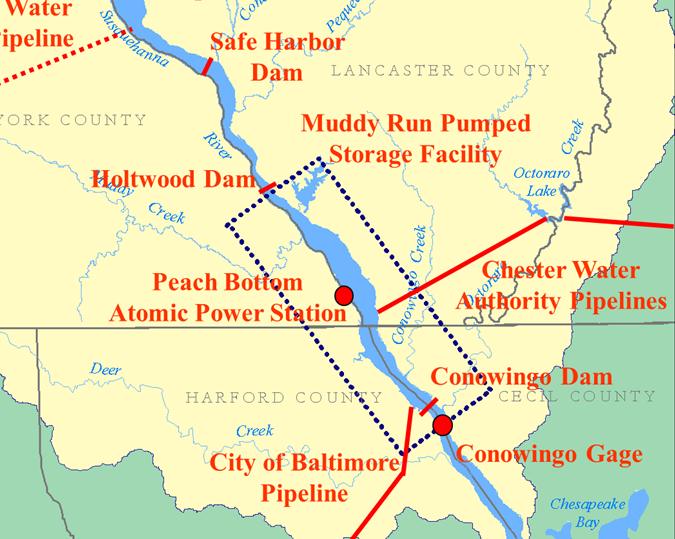 Water
Pipeline
Susquehanna
Safe Harbor
Dam
LANCASTER COUNTY
YORK COUNTY
River
Muddy Run Pumped
Storage Facility
Creek
Octoraro
Lake
Holtwood Dam
Muddy
Creek
Conowingo Creek
Peach Bottom
Atomic Power Station
Chester Water
Authority Pipelines
Octoraro
Deer
Creek
HARFORD COUNTY
Conowingo Dam
CECIL COUNTY
City of Baltimore
Pipeline
Conowingo Gage
Chesapeake
Bay